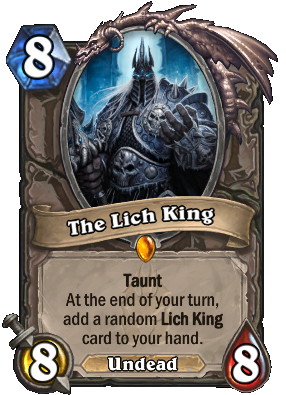 8
The Lich King
Taunt
At the end of your turn,
add a random Lich King
card to your hand.
8 Undead 8